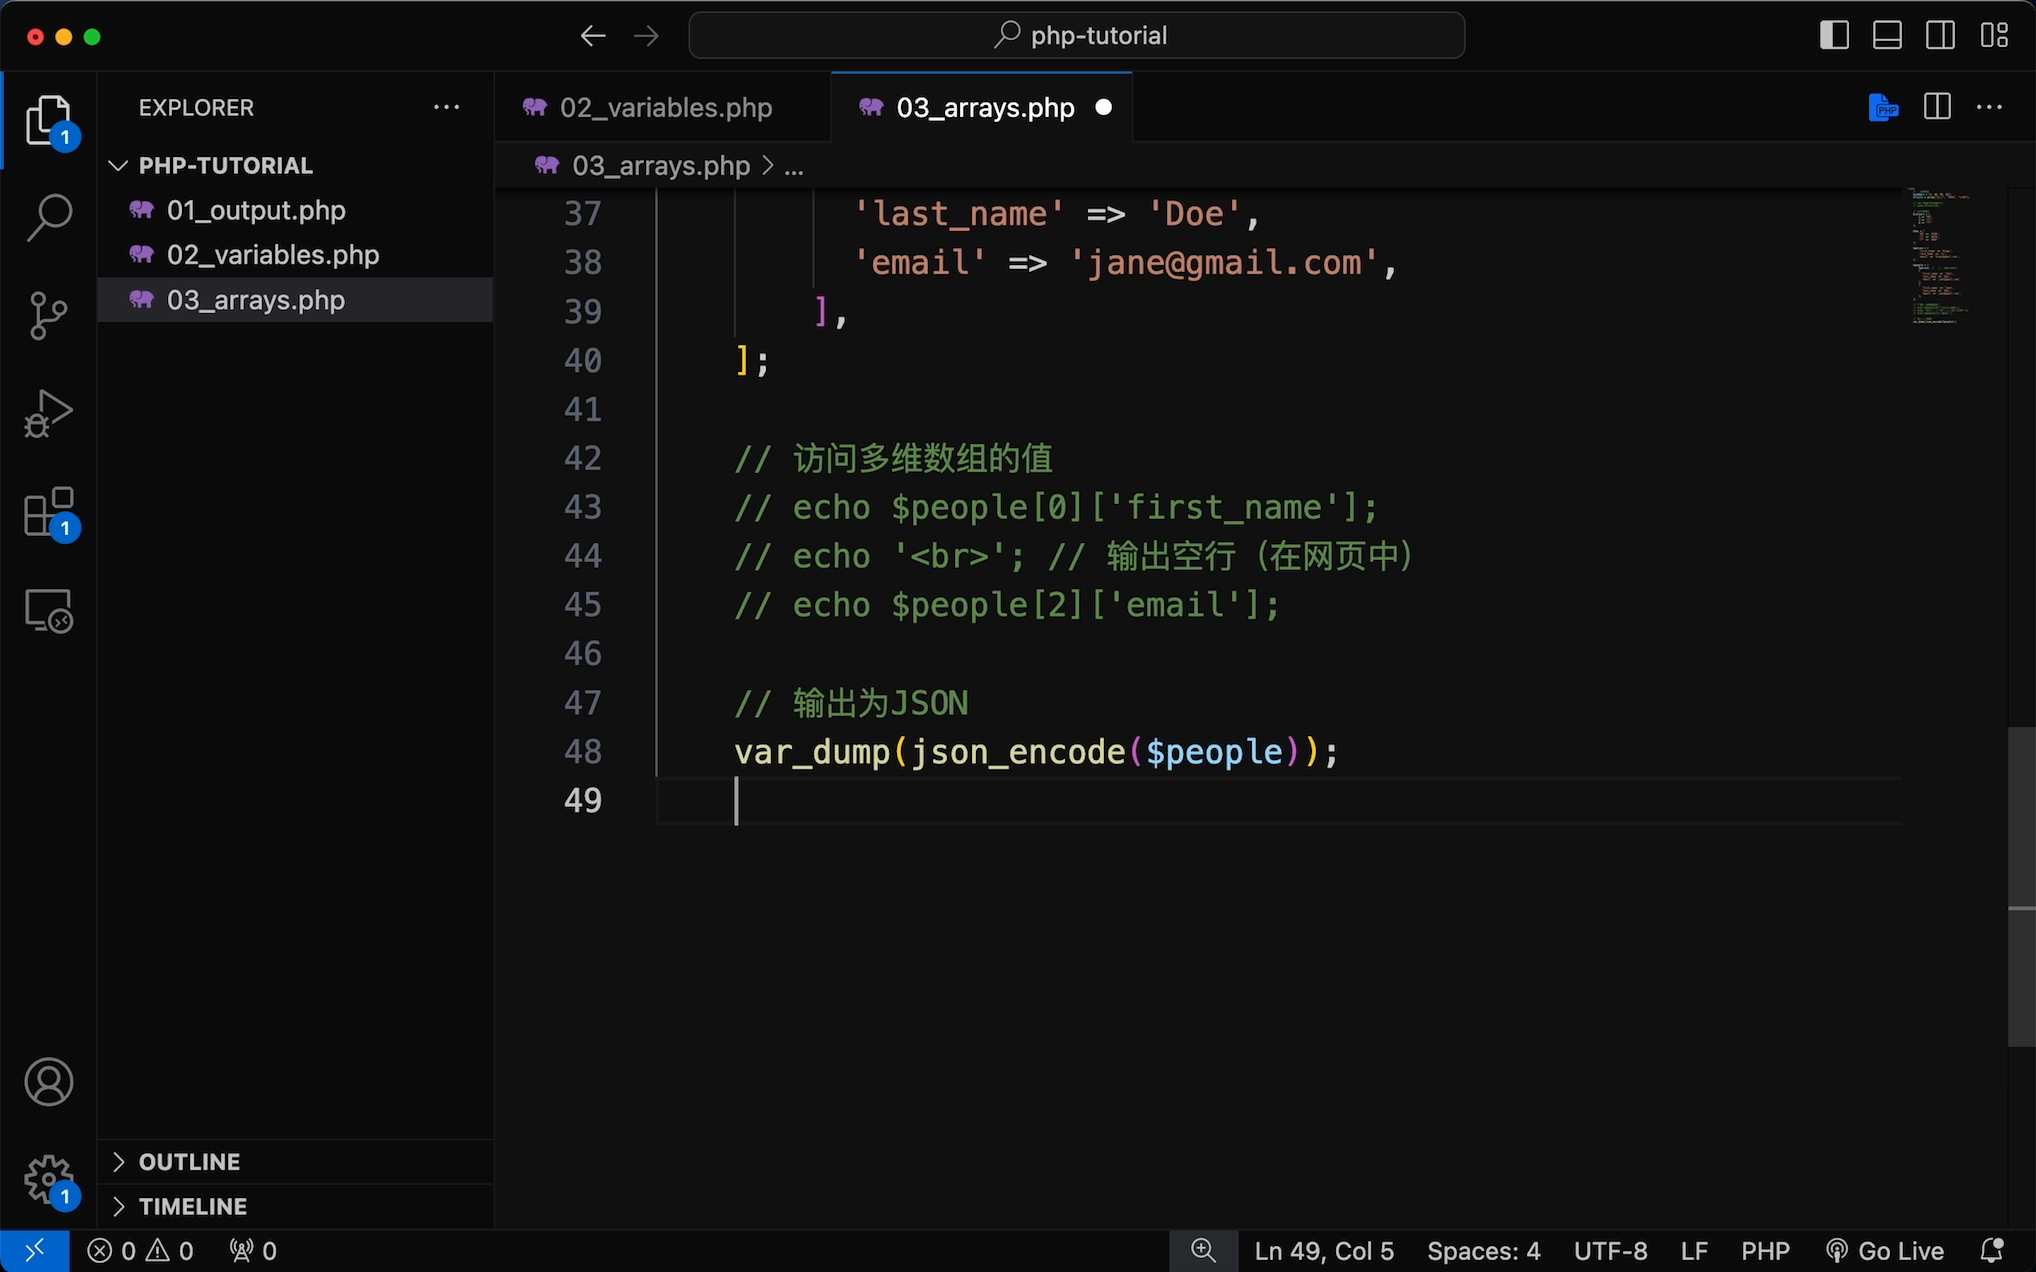 php-tutorial
EXPLORER
PHP-TUTORIAL
01_output.php
02_variables.php
03_arrays.php
1
1
OUTLINE
TIMELINE
1
02_variables.php
03_arrays.php
PHP
03_arrays.php > ...
37 'last_name' => 'Doe',
38 'email' => 'jane@gmail.com',
39 ],
40 ];
41
42 // 访问多维数组的值
43 // echo $people[0]['first_name'];
44 // echo '<br>'; // 输出空行（在网页中）
45 // echo $people[2]['email'];
46
47 // 输出为JSON
48 var_dump(json_encode($people));
49
0 0 0 Ln 49, Col 5 Spaces: 4 UTF-8 LF PHP Go Live